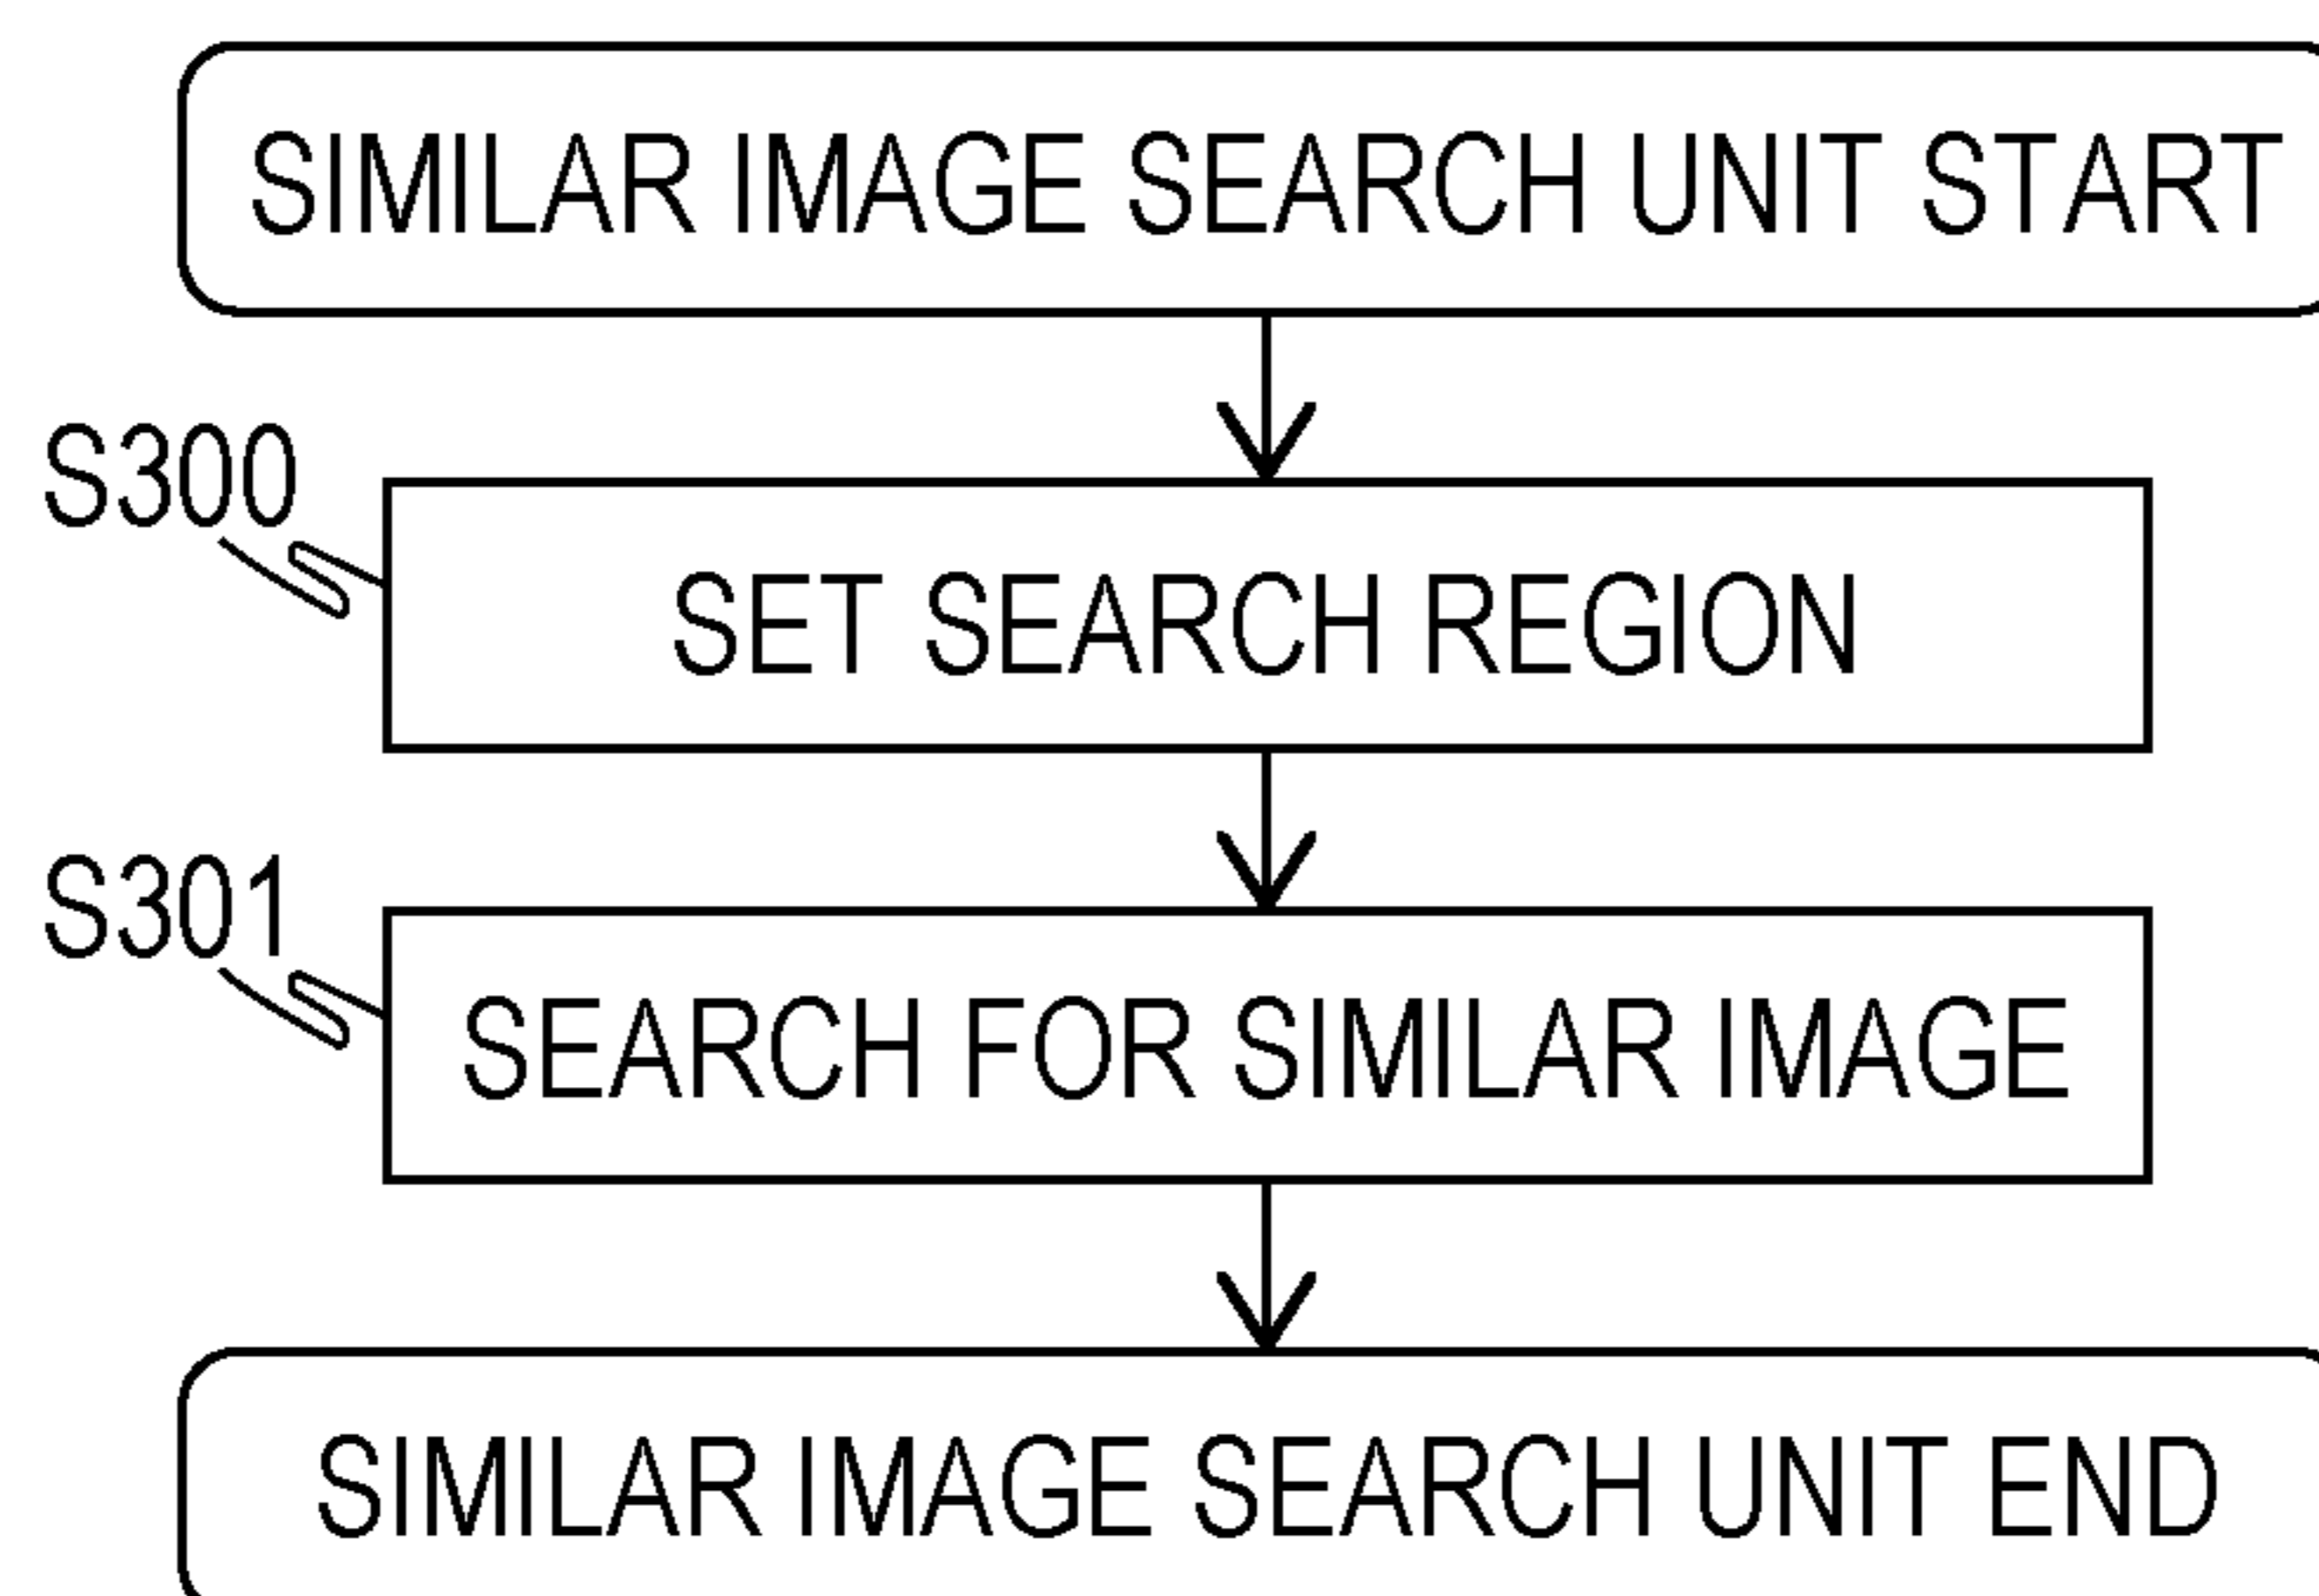 SIMILAR IMAGE SEARCH UNIT START
S300
SET SEARCH REGION
S301
SEARCH FOR SIMILAR IMAGE
SIMILAR IMAGE SEARCH UNIT END